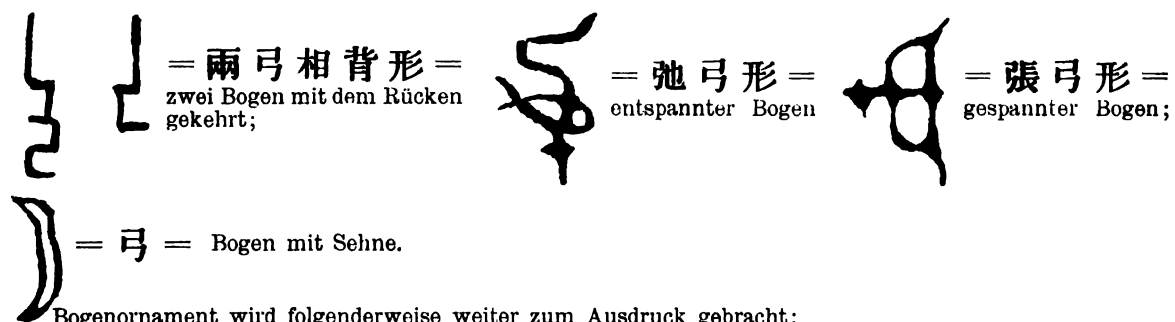 = 兩弓相背形 =
zwei Bogen mit dem Rücken
gekehrt;
= 弛弓形 =
entspannter Bogen
= 張弓形 =
gespannter Bogen;
= 弓 = Bogen mit Sehne.
Bogenornament wird folgenderweise weiter zum Ausdruck gebracht: